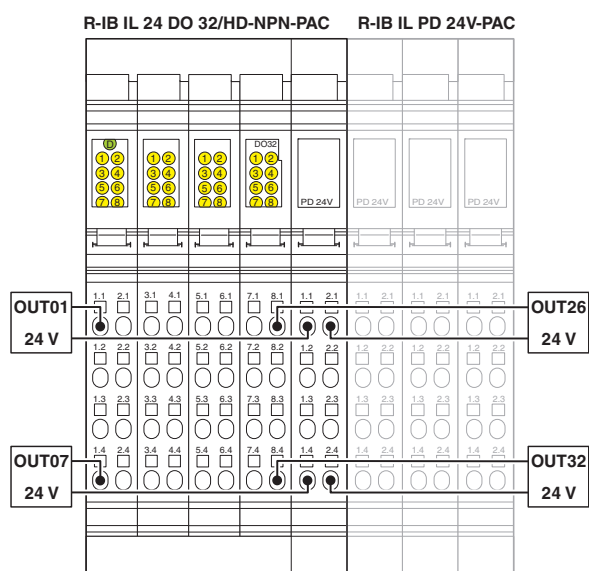 R-IB IL 24 DO 32/HD-NPN-PAC R-IB IL PD 24V-PAC
D DO32
1 2 1 2 1 2 1 2
3 4 3 4 3 4 3 4
5 6 5 6 5 6 5 6
7 8 7 8 7 8 7 8 PD 24V PD 24V PD 24V PD 24V
OUT01 1.1 2.1 3.1 4.1 5.1 6.1 7.1 8.1 1.1 2.1 1.1 2.1 1.1 2.1 1.1 2.1 OUT26
24 V 24 V
1.2 2.2 3.2 4.2 5.2 6.2 7.2 8.2 1.2 2.2 1.2 2.2 1.2 2.2 1.2 2.2
1.3 2.3 3.3 4.3 5.3 6.3 7.3 8.3 1.3 2.3 1.3 2.3 1.3 2.3 1.3 2.3
OUT07 1.4 2.4 3.4 4.4 5.4 6.4 7.4 8.4 1.4 2.4 1.4 2.4 1.4 2.4 1.4 2.4 OUT32
24 V 24 V